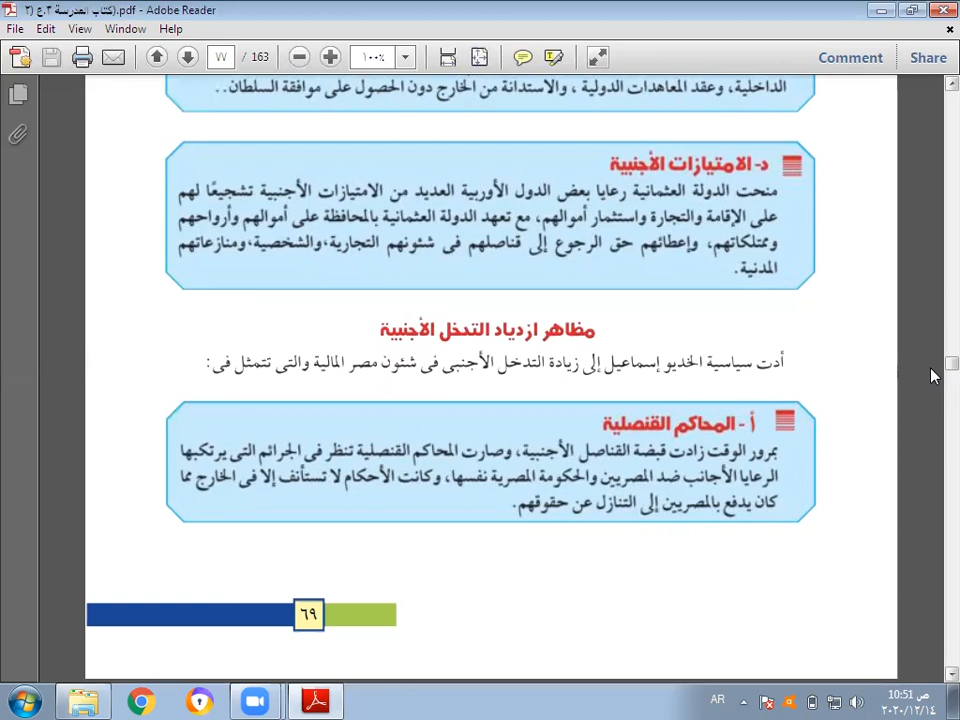 (كتاب المدرسة ٣.ع (٢.pdf - Adobe Reader
File Edit View Window Help
٧٧ / 163 ١٠٠% Comment Share
الداخلية، وعقد المعاهدات الدولية ، والاستدانة من الخارج دون الحصول على موافقة السلطان..
د- الامتيازات الأجنبية
منحت الدولة العثمانية رعايا بعض الدول الأوربية العديد من الامتيازات الأجنبية تشجيعًا لهم
على الإقامة والتجارة واستثمار أموالهم، مع تعهد الدولة العثمانية بالمحافظة على أموالهم وأرواحهم
وممتلكاتهم، وإعطائهم حق الرجوع إلى قناصلهم فى شئونهم التجارية،والشخصية،ومنازعاتهم
المدنية.
مظاهر ازدياد التدخل الأجنبية
أدت سياسية الخديو إسماعيل إلى زيادة التدخل الأجنبى فى شئون مصر المالية والتى تتمثل فى:
أ- المحاكم القنصلية
بمرور الوقت زادت قبضة القناصل الأجنبية، وصارت المحاكم القنصلية تنظر فى الجرائم التى يرتكبها
الرعايا الأجانب ضد المصريين والحكومة المصرية نفسها، وكانت الأحكام لا تستأنف إلا فى الخارج مما
كان يدفع بالمصريين إلى التنازل عن حقوقهم.
٦٩
AR
10:51 ص
٢٠٢٠/١٢/١٤